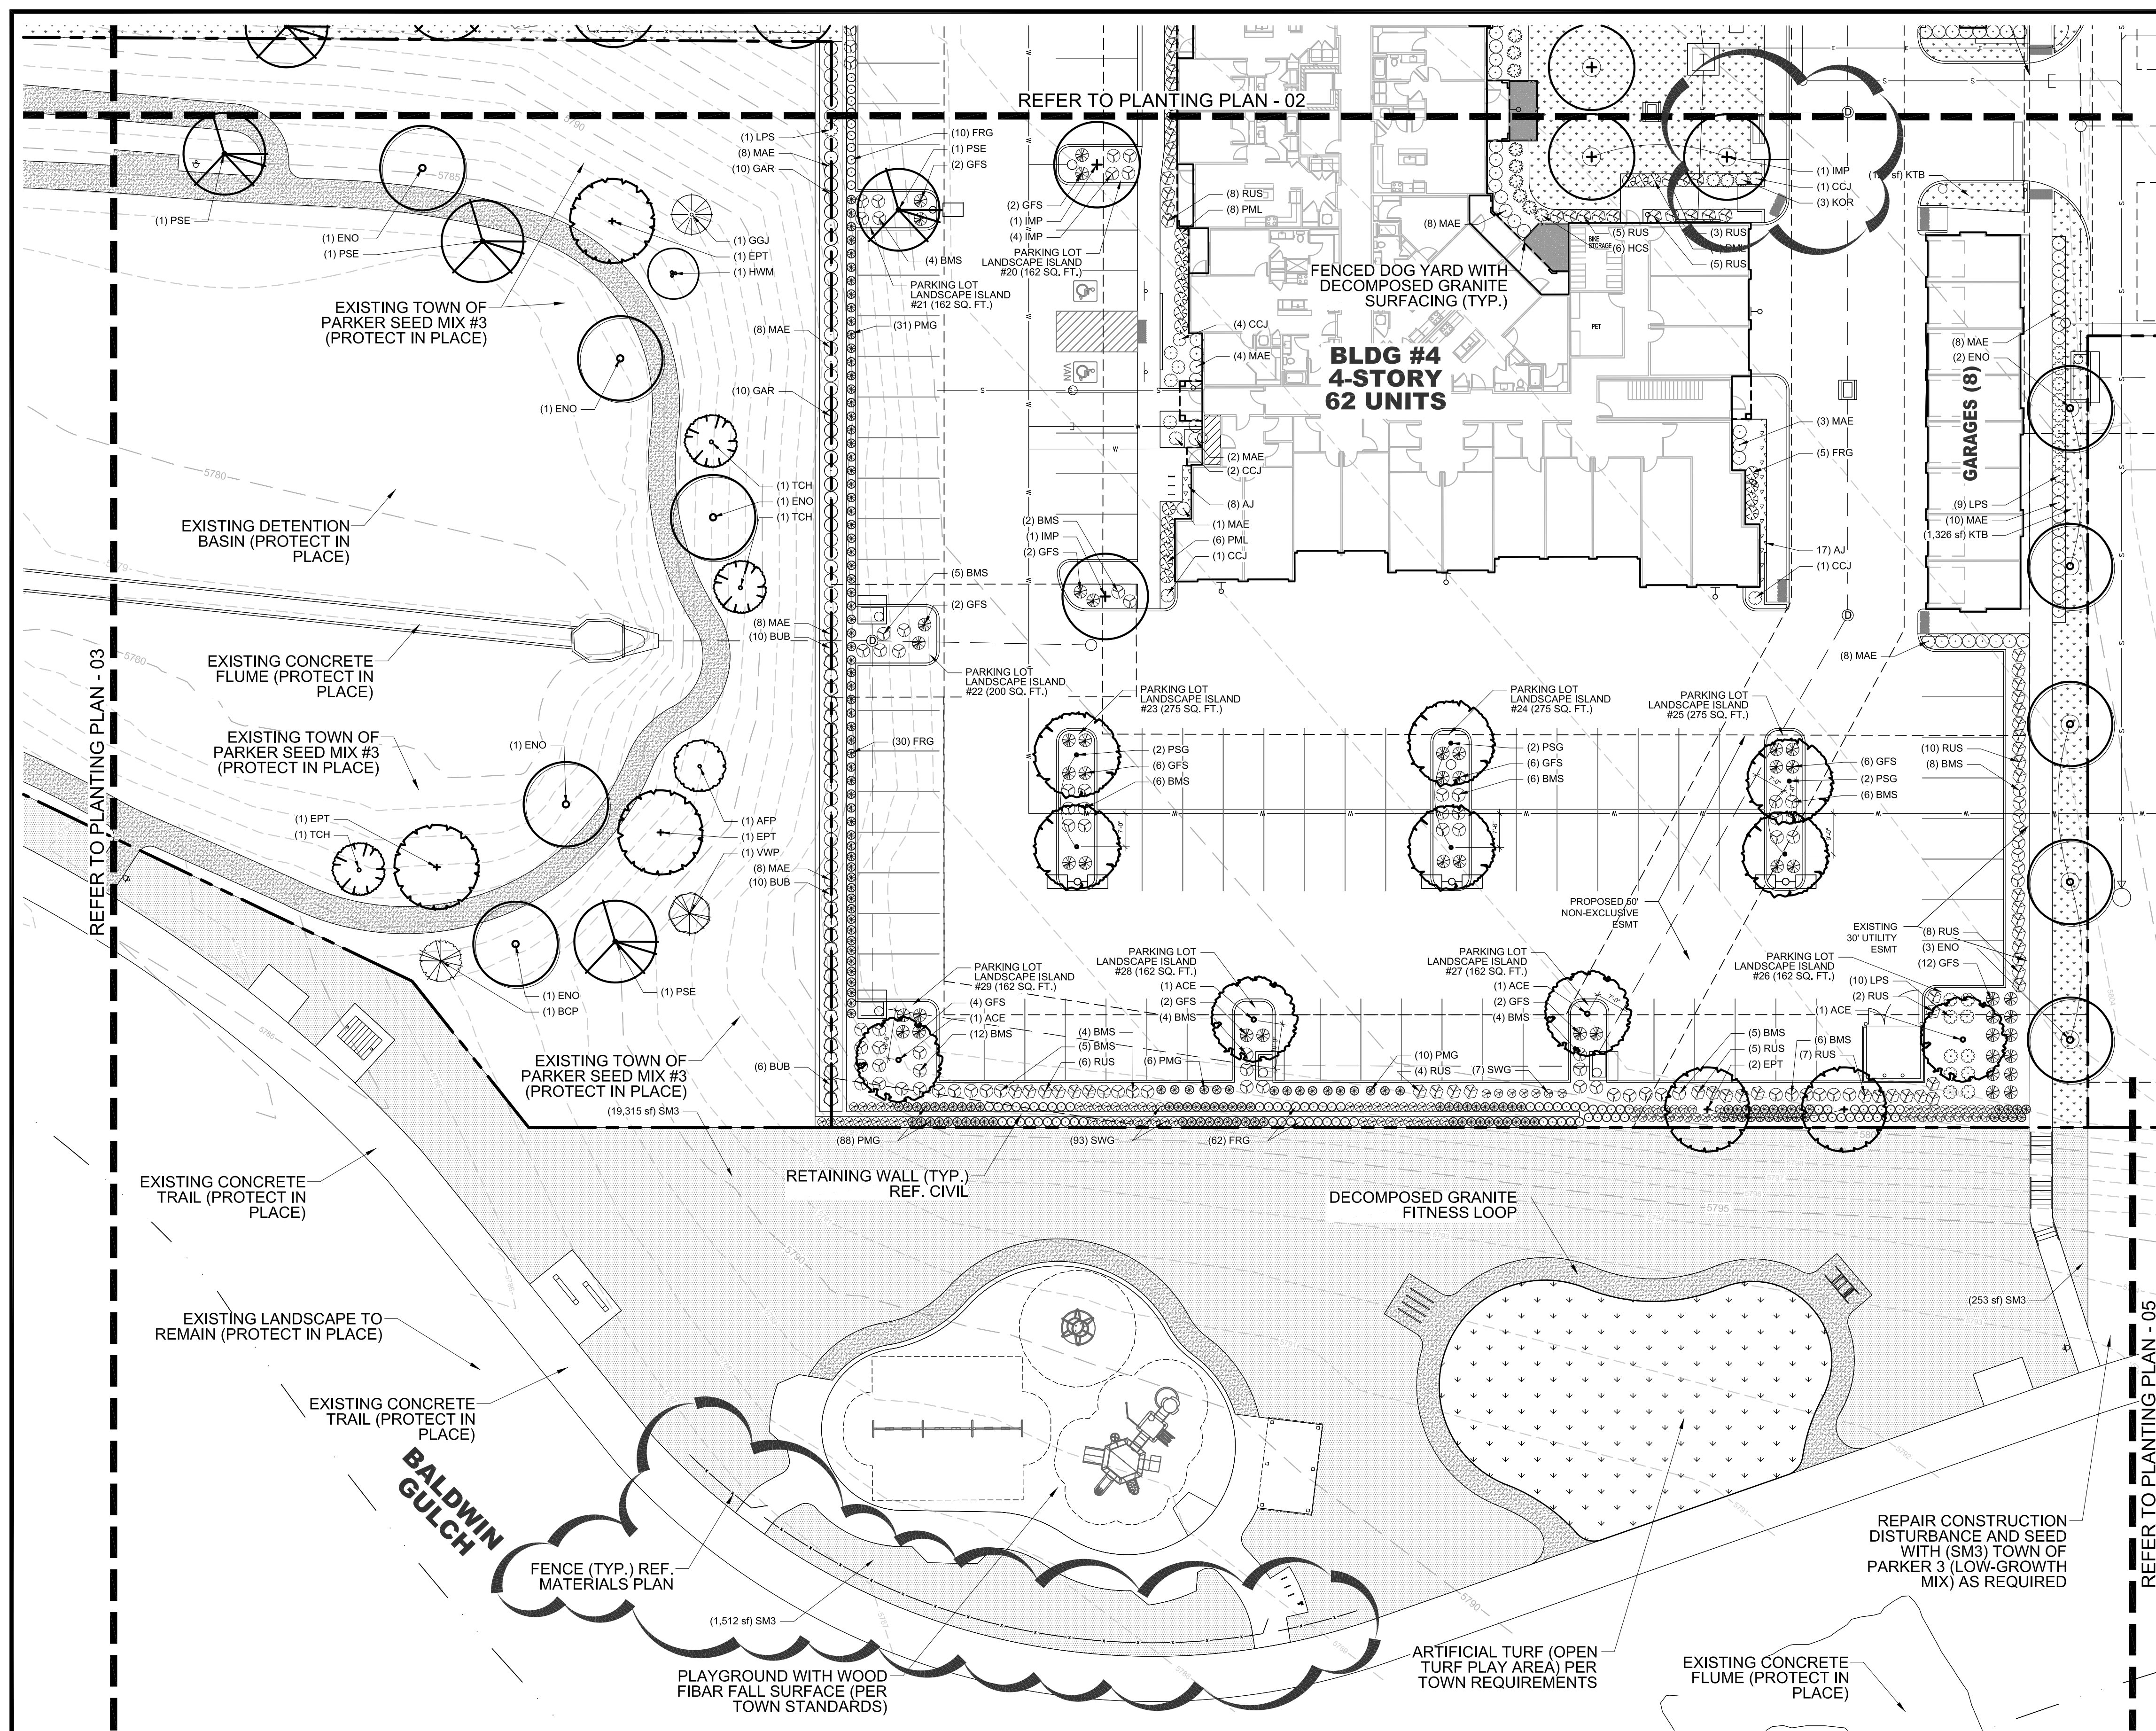 REFER TO PLANTING PLAN - 02
REFER TO PLANTING PLAN - 03
REFER TO PLANTING PLAN - 05
5790
5785
(1) PSE
(1) ENO
(1) PSE
(1) GGJ
(1) EPT
(1) HWM
EXISTING TOWN OF
PARKER SEED MIX #3
(PROTECT IN PLACE)
(1) ENO
(1) LPS
(8) MAE
(10) GAR
(10) FRG
(1) PSE
(2) GFS
(4) BMS
PARKING LOT
LANDSCAPE ISLAND
#21 (162 SQ. FT.)
(2) GFS
(1) IMP
(4) IMP
PARKING LOT
LANDSCAPE ISLAND
#20 (162 SQ. FT.)
(8) RUS
(8) PML
(8) MAE
(31) PMG
(10) GAR
VAN
(4) CCJ
(4) MAE
(8) MAE
FENCED DOG YARD WITH
DECOMPOSED GRANITE
SURFACING (TYP.)
BIKE
STORAGE
PET
(5) RUS
(6) HCS
(3) RUS
(5) RUS
(1) IMP
(1) CCJ
(3) KOR
BLDG #4
4-STORY
62 UNITS
GARAGES (8)
(8) MAE
(2) ENO
(3) MAE
(5) FRG
(9) LPS
(10) MAE
(1,326 sf) KTB
17) AJ
(1) CCJ
(8) MAE
(2) MAE
(2) CCJ
(8) AJ
(1) MAE
(6) PML
(1) CCJ
(2) BMS
(1) IMP
(2) GFS
(1) TCH
(1) ENO
(1) TCH
5780
EXISTING DETENTION
BASIN (PROTECT IN
PLACE)
(8) MAE
(10) BUB
(5) BMS
(2) GFS
PARKING LOT
LANDSCAPE ISLAND
#22 (200 SQ. FT.)
5780
EXISTING CONCRETE
FLUME (PROTECT IN
PLACE)
EXISTING TOWN OF
PARKER SEED MIX #3
(PROTECT IN PLACE)
(1) ENO
(30) FRG
PARKING LOT
LANDSCAPE ISLAND
#23 (275 SQ. FT.)
(2) PSG
(6) GFS
(6) BMS
PARKING LOT
LANDSCAPE ISLAND
#24 (275 SQ. FT.)
(2) PSG
(6) GFS
(6) BMS
PARKING LOT
LANDSCAPE ISLAND
#25 (275 SQ. FT.)
(6) GFS
(2) PSG
(6) BMS
(10) RUS
(8) BMS
(1) EPT
(1) TCH
(1) AFP
(1) EPT
(1) VWP
(8) MAE
(10) BUB
PROPOSED 50'
NON-EXCLUSIVE
ESMT
EXISTING
30' UTILITY
ESMT
(8) RUS
(3) ENO
(12) GFS
(1) ENO
(1) BCP
(1) PSE
PARKING LOT
LANDSCAPE ISLAND
#29 (162 SQ. FT.)
(4) GFS
(1) ACE
(12) BMS
PARKING LOT
LANDSCAPE ISLAND
#28 (162 SQ. FT.)
(1) ACE
(2) GFS
(4) BMS
PARKING LOT
LANDSCAPE ISLAND
#27 (162 SQ. FT.)
(1) ACE
(2) GFS
(4) BMS
PARKING LOT
LANDSCAPE ISLAND
#26 (162 SQ. FT.)
(10) LPS
(2) RUS
(1) ACE
(4) BMS
(5) BMS
(6) RUS
(6) PMG
(10) PMG
(4) RUS
(7) SWG
(5) BMS
(5) RUS
(2) EPT
(6) BMS
(7) RUS
EXISTING TOWN OF
PARKER SEED MIX #3
(PROTECT IN PLACE)
(6) BUB
(19,315 sf) SM3
(88) PMG
(93) SWG
(62) FRG
RETAINING WALL (TYP.)
REF. CIVIL
EXISTING CONCRETE
TRAIL (PROTECT IN
PLACE)
5785
5790
5795
DECOMPOSED GRANITE
FITNESS LOOP
(253 sf) SM3
EXISTING LANDSCAPE TO
REMAIN (PROTECT IN PLACE)
EXISTING CONCRETE
TRAIL (PROTECT IN
PLACE)
BALDWIN
GULCH
FENCE (TYP.) REF.
MATERIALS PLAN
(1,512 sf) SM3
PLAYGROUND WITH WOOD
FIBAR FALL SURFACE (PER
TOWN STANDARDS)
5790
ARTIFICIAL TURF (OPEN
TURF PLAY AREA) PER
TOWN REQUIREMENTS
REPAIR CONSTRUCTION
DISTURBANCE AND SEED
WITH (SM3) TOWN OF
PARKER 3 (LOW-GROWTH
MIX) AS REQUIRED
EXISTING CONCRETE
FLUME (PROTECT IN
PLACE)